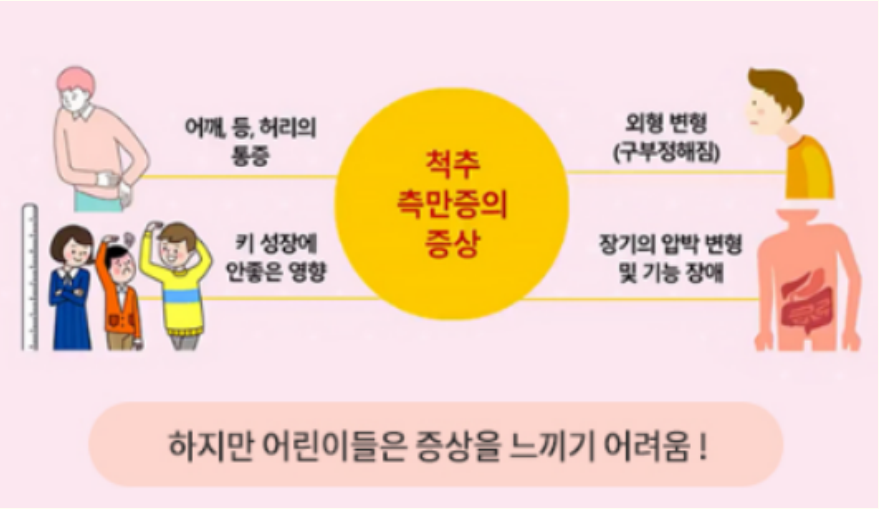 척추
측만증의
증상
어깨, 등, 허리의
통증
외형 변형
(구부정해짐)
키 성장에
안좋은 영향
장기의 압박 변형
및 기능 장애
하지만 어린이들은 증상을 느끼기 어려움 !